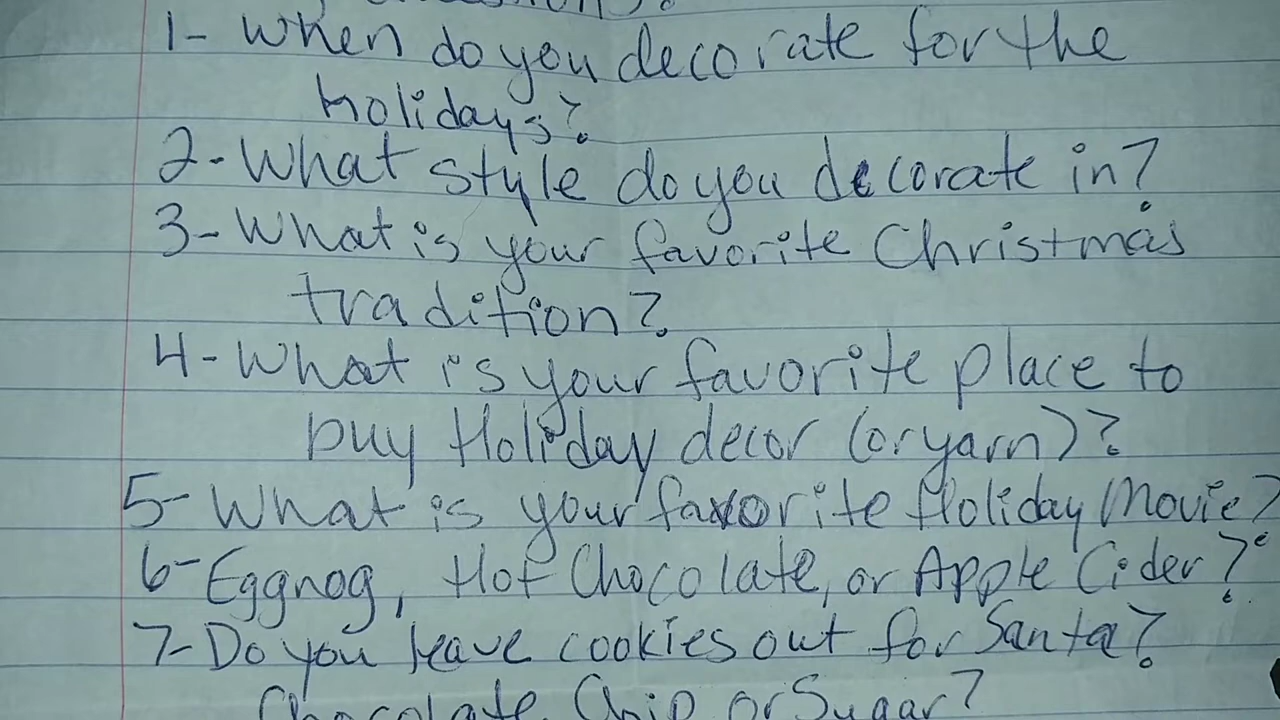 1- When do you decorate for the
holidays?
2- What style do you decorate in?
3- What is your favorite Christmas
tradition?
4- What is your favorite place to
buy Holiday decor (or yarn)?
5- What is your favorite Holiday Movie?
6- Eggnog, Hot Chocolate, or Apple Cider?
7- Do you leave cookies out for Santa?
Chocolate Chip or Sugar?